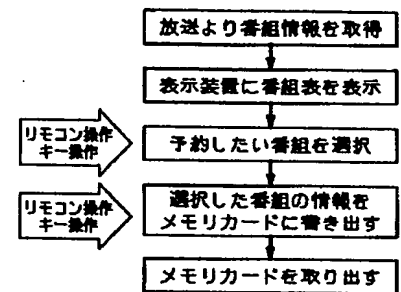 放送より番組情報を取得
表示装置に番組表を表示
リモコン操作
キー操作
予約したい番組を選択
リモコン操作
キー操作
選択した番組の情報を
メモリカードに書き出す
メモリカードを取り出す